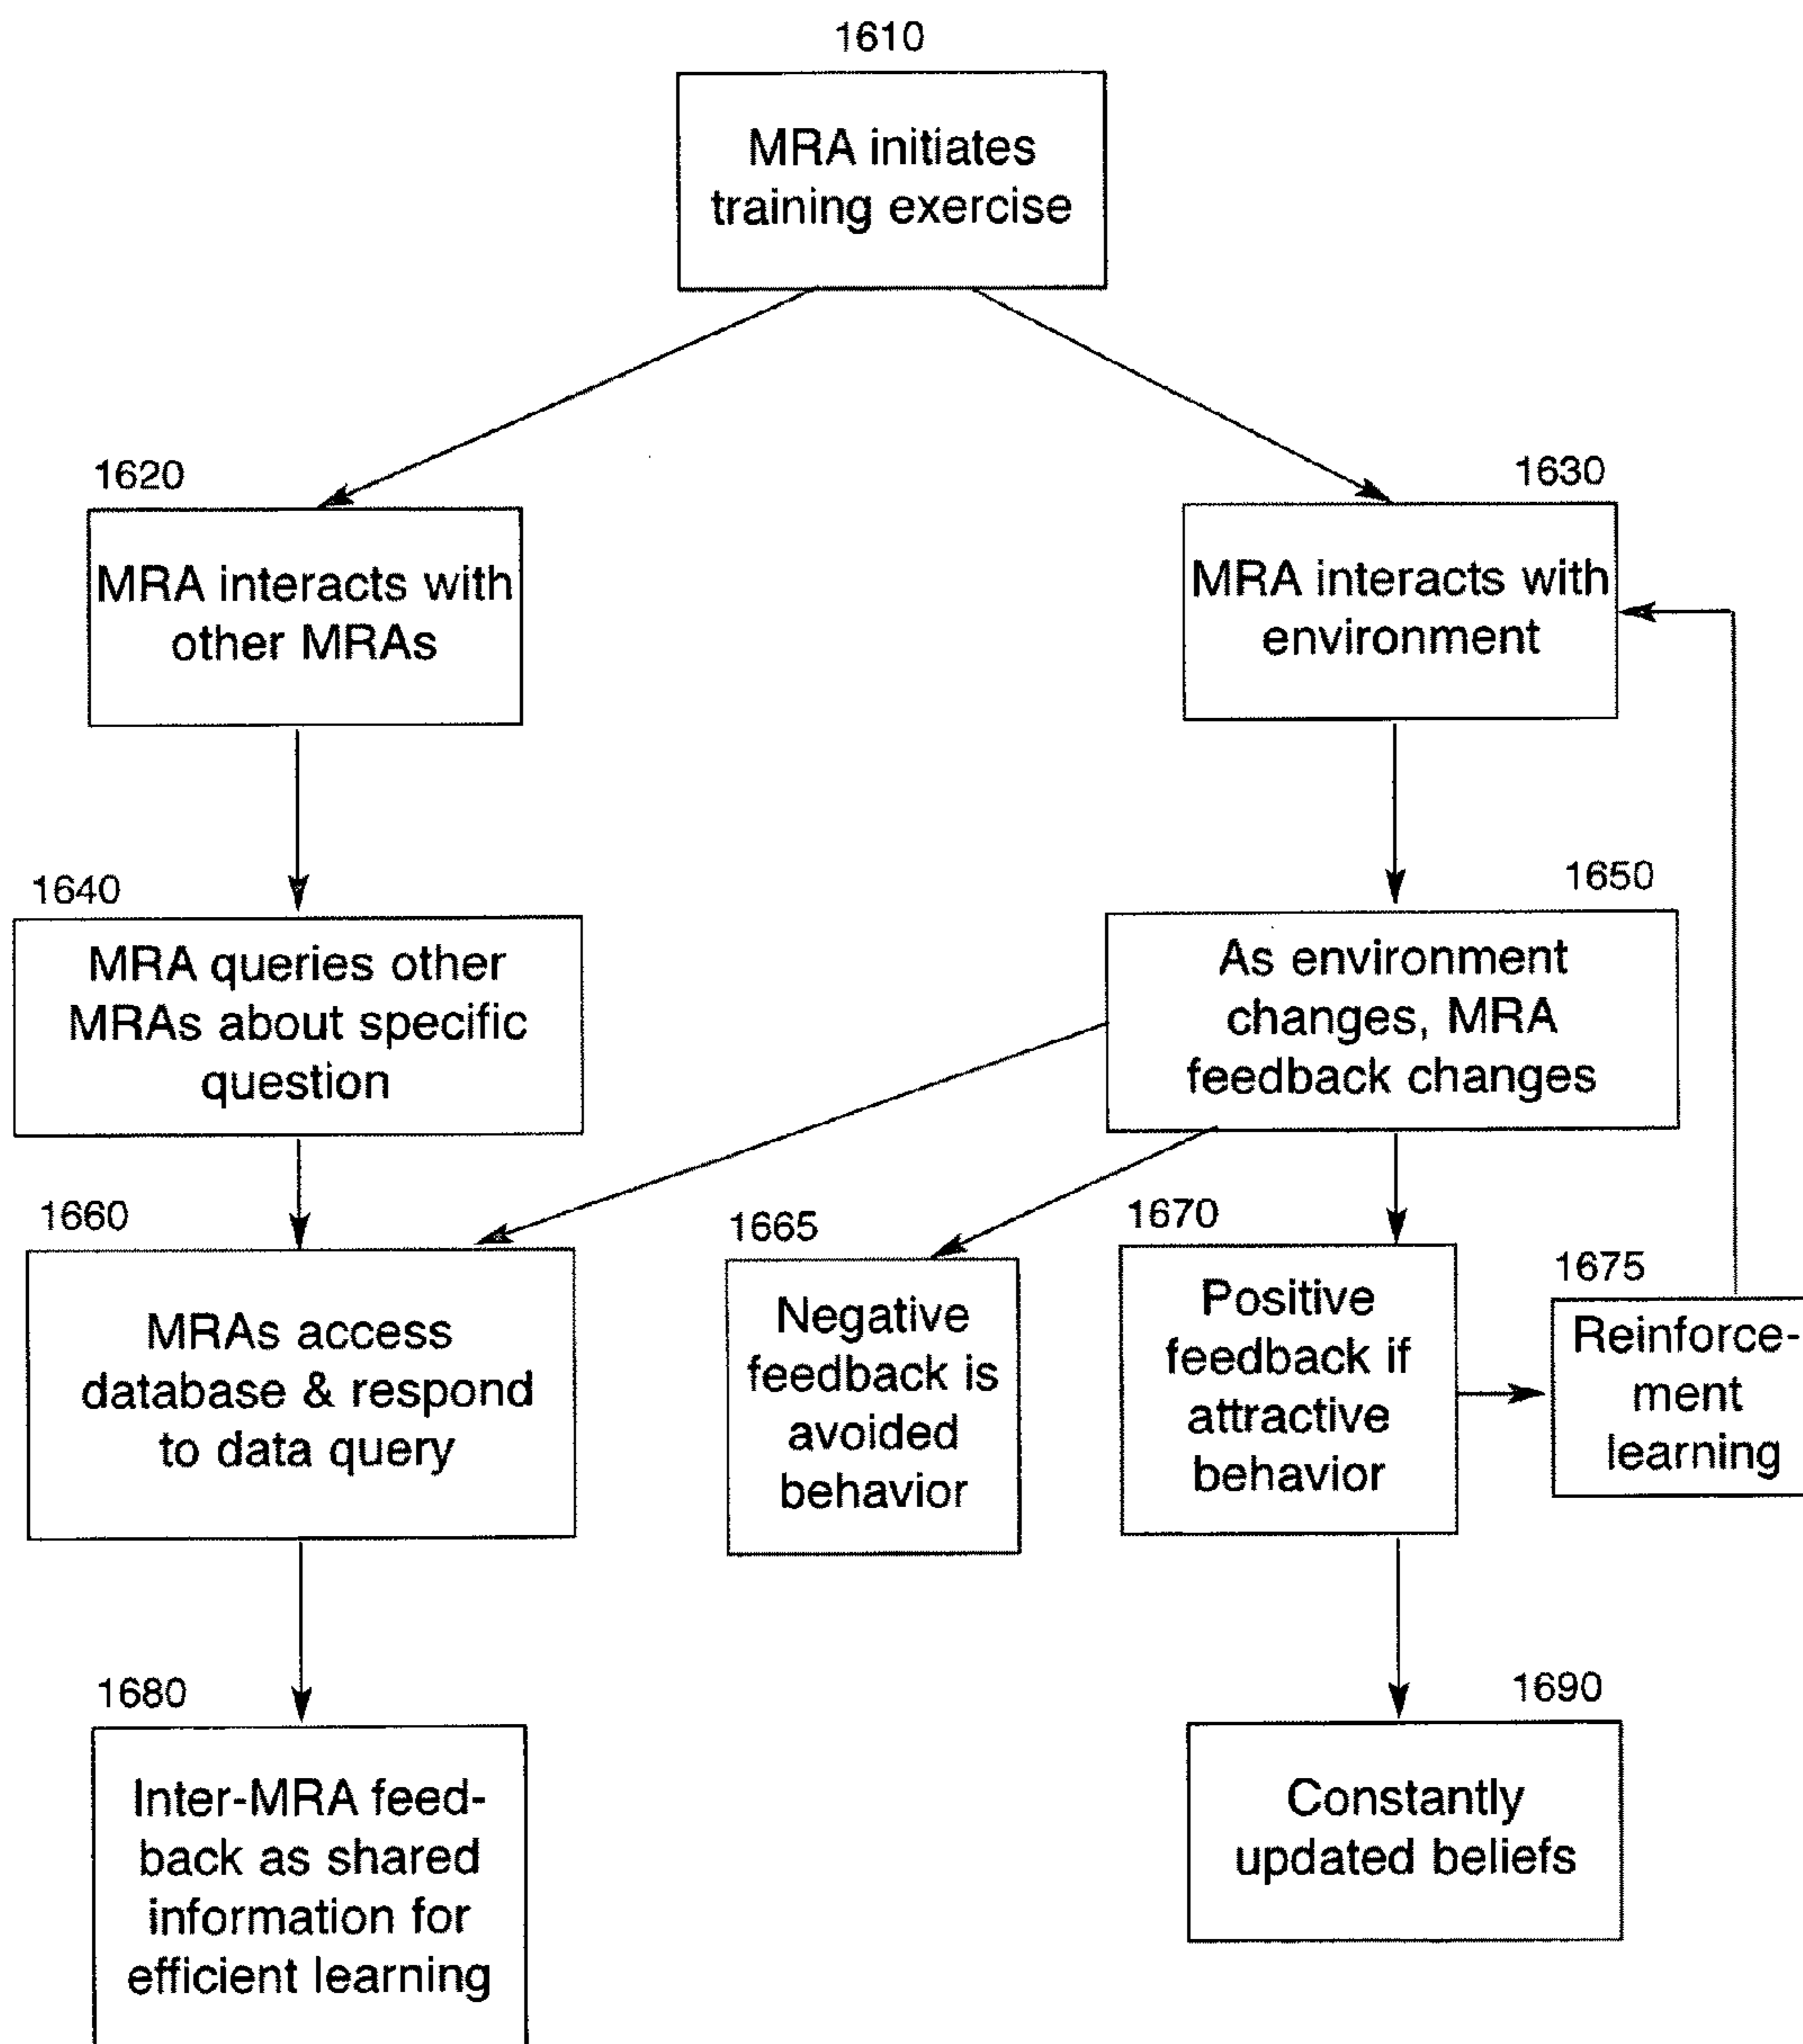 1610
MRA initiates
training exercise
1620
MRA interacts with
other MRAs
1630
MRA interacts with
environment
1640
MRA queries other
MRAs about specific
question
1650
As environment
changes, MRA
feedback changes
1660
MRAs access
database & respond
to data query
1665
Negative
feedback is
avoided
behavior
1670
Positive
feedback if
attractive
behavior
1675
Reinforce-
ment
learning
1680
Inter-MRA feed-
back as shared
information for
efficient learning
1690
Constantly
updated beliefs